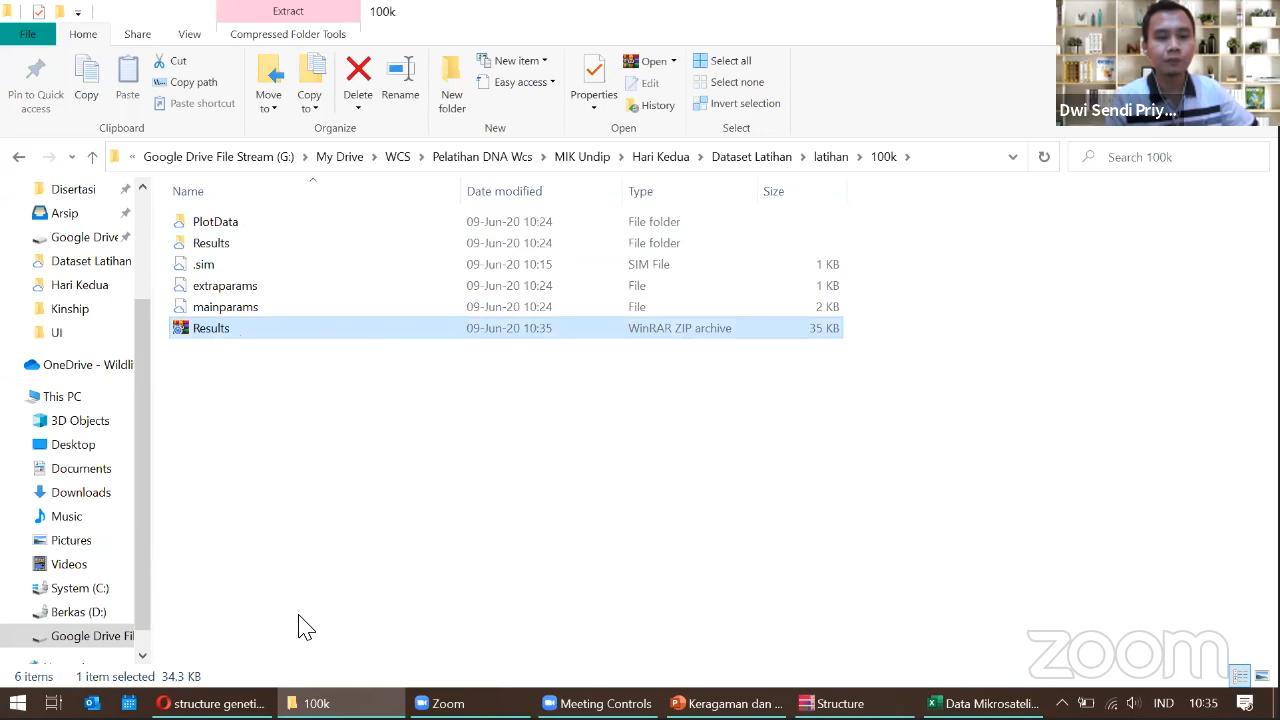 Extract
100k
File
Home
Share
View
Compressed Folder Tools
Pin to Quick access
Copy
Paste
Cut
Copy path
Paste shortcut
Clipboard
Move to
Copy to
Delete
Rename
Organize
New folder
New item
Easy access
New
Properties
Open
Edit
History
Open
Select all
Select none
Invert selection
Select
Dwi Sendi Priy...
« Google Drive File Stream (G:) > My Drive > WCS > Pelatihan DNA Wcs > MIK Undip > Hari Kedua > Dataset Latihan > latihan > 100k >
Search 100k
Name Date modified Type Size
PlotData 09-Jun-20 10:24 File folder
Results 09-Jun-20 10:24 File folder
.sim 09-Jun-20 10:15 SIM File 1 KB
extraparams 09-Jun-20 10:24 File 1 KB
mainparams 09-Jun-20 10:24 File 2 KB
Results 09-Jun-20 10:35 WinRAR ZIP archive 35 KB
Disertasi
Arsip
Google Drive
Dataset Latihan
Hari Kedua
Kinship
UI
OneDrive - Wildli
This PC
3D Objects
Desktop
Documents
Downloads
Music
Pictures
Videos
System (C:)
Berkas (D:)
Google Drive Fil
zoom
6 items 1 item selected 34.3 KB
structure geneti...
100k
Zoom
Meeting Controls
Keragaman dan ...
Structure
Data Mikrosateli...
IND
10:35